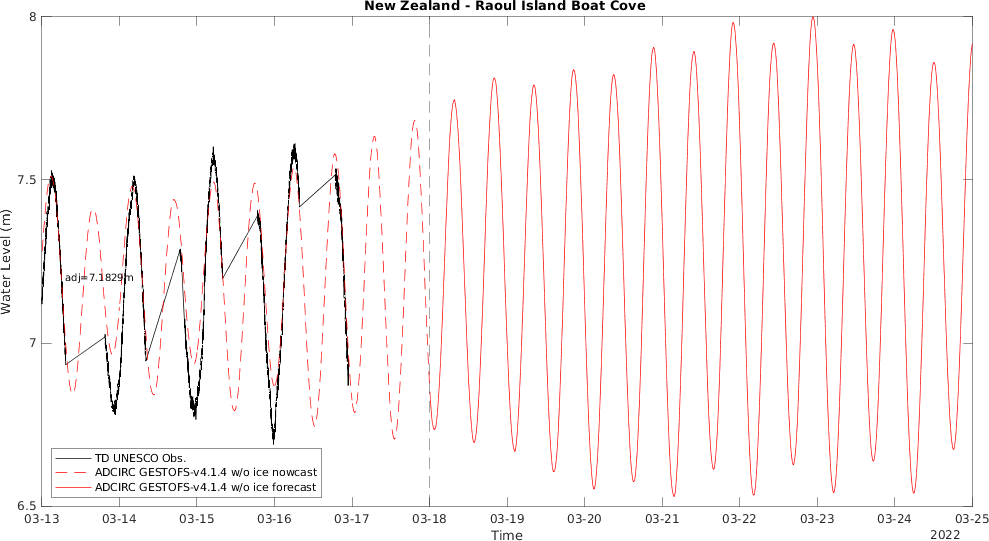 New Zealand - Raoul Island Boat Cove
8
7.5
7
6.5
Water Level (m)
adj=7.1829m
TD UNESCO Obs.
ADCIRC GESTOFS-v4.1.4 w/o ice nowcast
ADCIRC GESTOFS-v4.1.4 w/o ice forecast
03-13 03-14 03-15 03-16 03-17 03-18 03-19 03-20 03-21 03-22 03-23 03-24 03-25
Time
2022